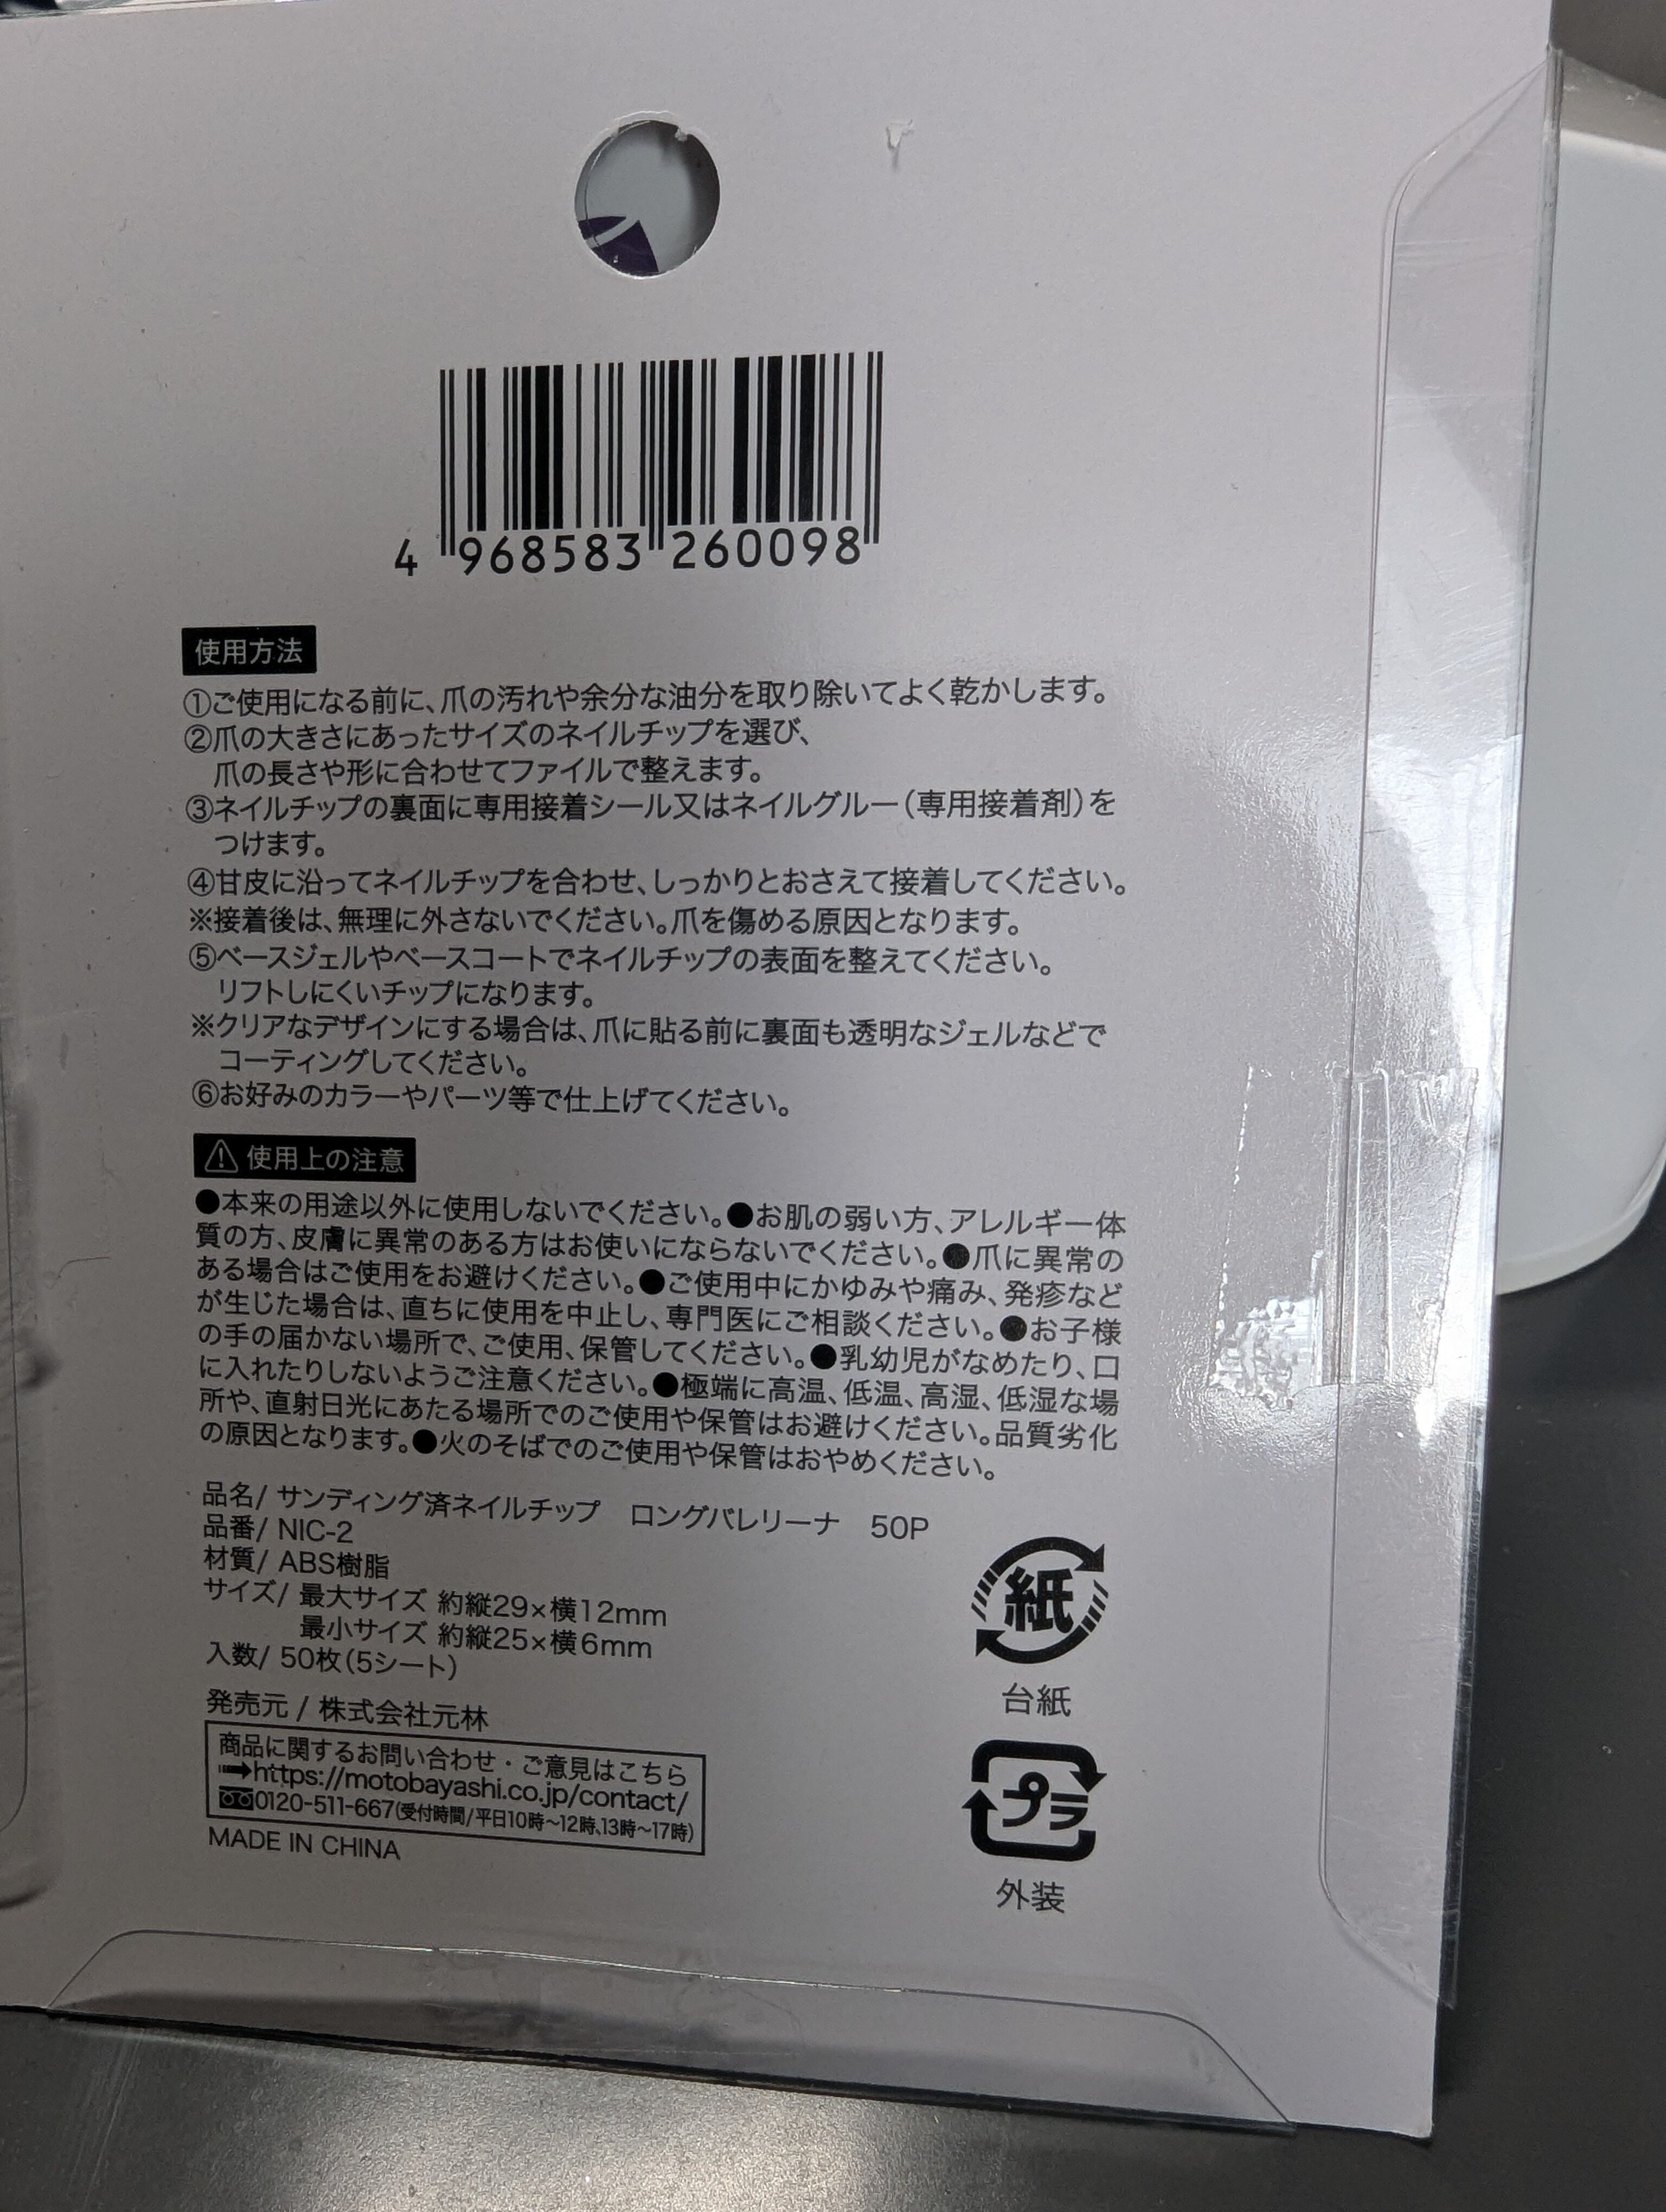 4 968583 260098
使用方法
①ご使用になる前に、爪の汚れや余分な油分を取り除いてよく乾かします。
②爪の大きさにあったサイズのネイルチップを選び、
爪の長さや形に合わせてファイルで整えます。
③ネイルチップの裏面に専用接着シール又はネイルグルー(専用接着剤)を
つけます。
④甘皮に沿ってネイルチップを合わせ、しっかりとおさえて接着してください。
※接着後は、無理に外さないでください。爪を傷める原因となります。
⑤ベースジェルやベースコートでネイルチップの表面を整えてください。
リフトしにくいチップになります。
※クリアなデザインにする場合は、爪に貼る前に裏面も透明なジェルなどで
コーティングしてください。
⑥お好みのカラーやパーツ等で仕上げてください。
⚠使用上の注意
●本来の用途以外に使用しないでください。●お肌の弱い方、アレルギー体
質の方、皮膚に異常のある方はお使いにならないでください。●爪に異常の
ある場合はご使用をお避けください。●ご使用中にかゆみや痛み、発疹など
が生じた場合は、直ちに使用を中止し、専門医にご相談ください。●お子様
の手の届かない場所で、ご使用、保管してください。●乳幼児がなめたり、口
に入れたりしないようご注意ください。●極端に高温、低温、高湿、低湿な場
所や、直射日光にあたる場所でのご使用や保管はお避けください。品質劣化
の原因となります。●火のそばでのご使用や保管はおやめください。
品名/ サンディング済ネイルチップ ロングバレリーナ 50P
品番/ NIC-2
材質/ ABS樹脂
サイズ/ 最大サイズ 約縦29×横12mm
最小サイズ 約縦25×横6mm
入数/ 50枚(5シート)
発売元 / 株式会社元林
商品に関するお問い合わせ・ご意見はこちら
➡https://motobayashi.co.jp/contact/
0120-511-667(受付時間/平日10時〜12時、13時〜17時)
MADE IN CHINA
紙
台紙
プラ
外装